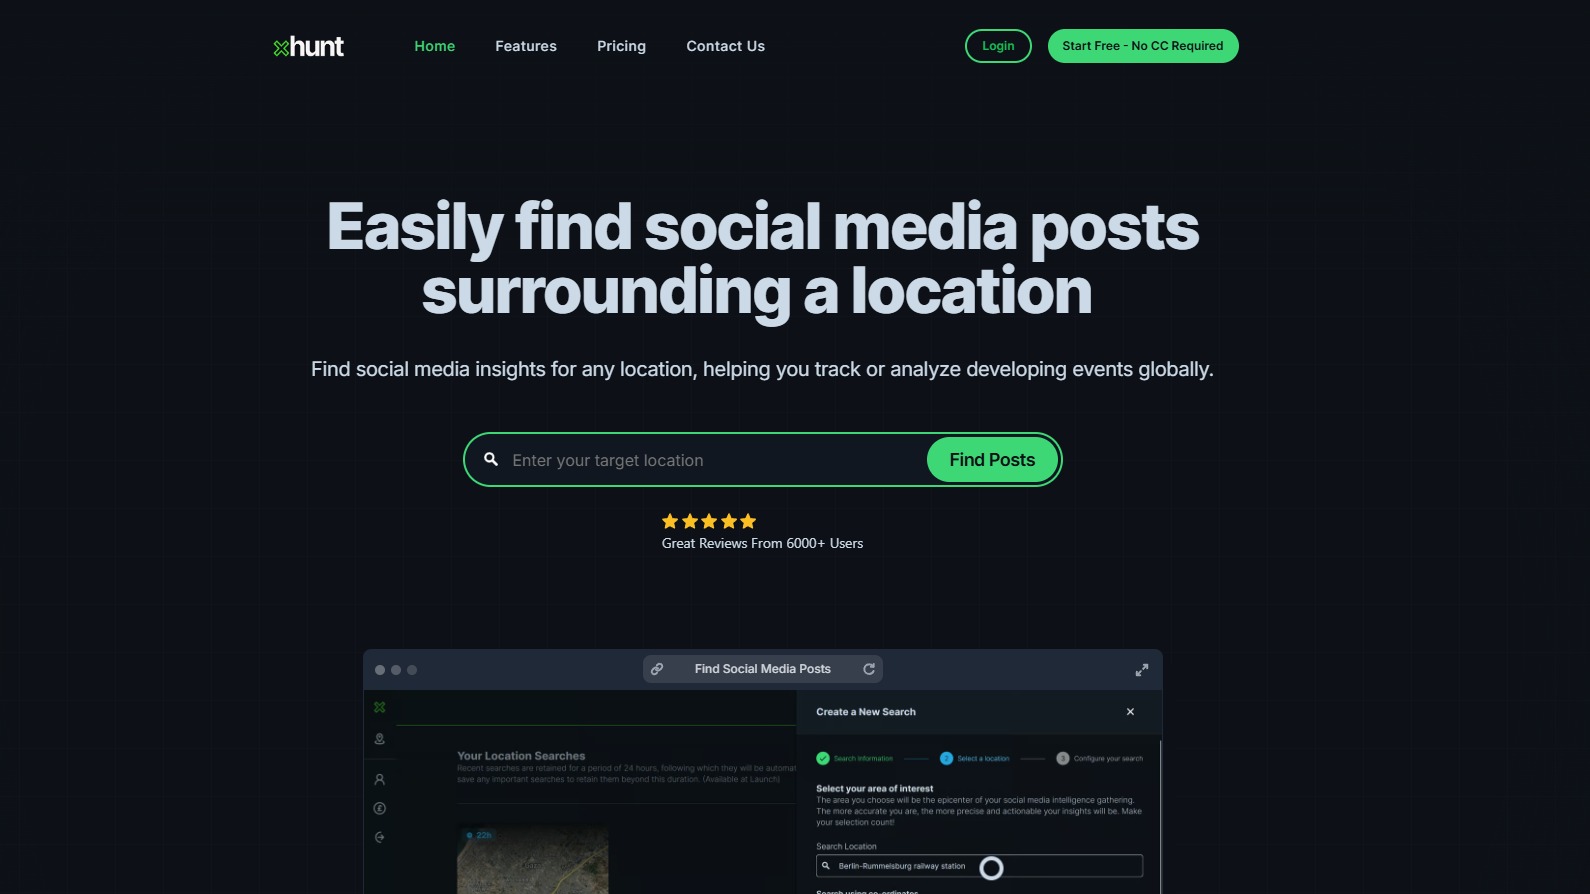 xhunt
Home
Features
Pricing
Contact Us
Login
Start Free - No CC Required
Easily find social media posts
surrounding a location
Find social media insights for any location, helping you track or analyze developing events globally.
Enter your target location
Find Posts
Great Reviews From 6000+ Users
Find Social Media Posts
Create a New Search
Search information
2
Select a location
3
Configure your search
Your Location Searches
Recent searches are retained for a period of 24 hours, following which they will be automat
save any important searches to retain them beyond this duration. (Available at Launch)
22h
Select your area of interest
The area you choose will be the epicenter of your social media intelligence gathering.
The more accurate you are, the more precise and actionable your insights will be. Make
your selection count!
Search Location
Berlin-Rummelsburg railway station
Search using co-ordinates